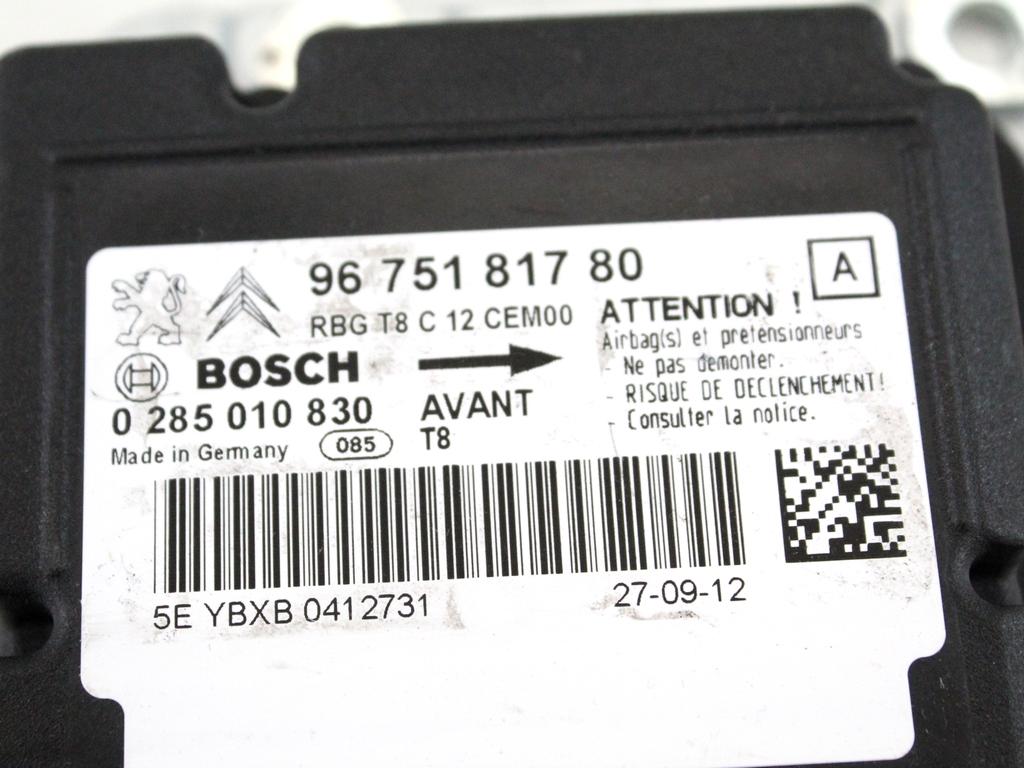 96 751 817 80
A
RBG T8 C 12 CEM00
ATTENTION !
Airbag(s) et pretensionneurs
- Ne pas demonter.
- RISQUE DE DECLENCHEMENT!
- Consulter la notice.
BOSCH
0 285 010 830
AVANT
Made in Germany
085
T8
5E YBXB 0412731
27-09-12